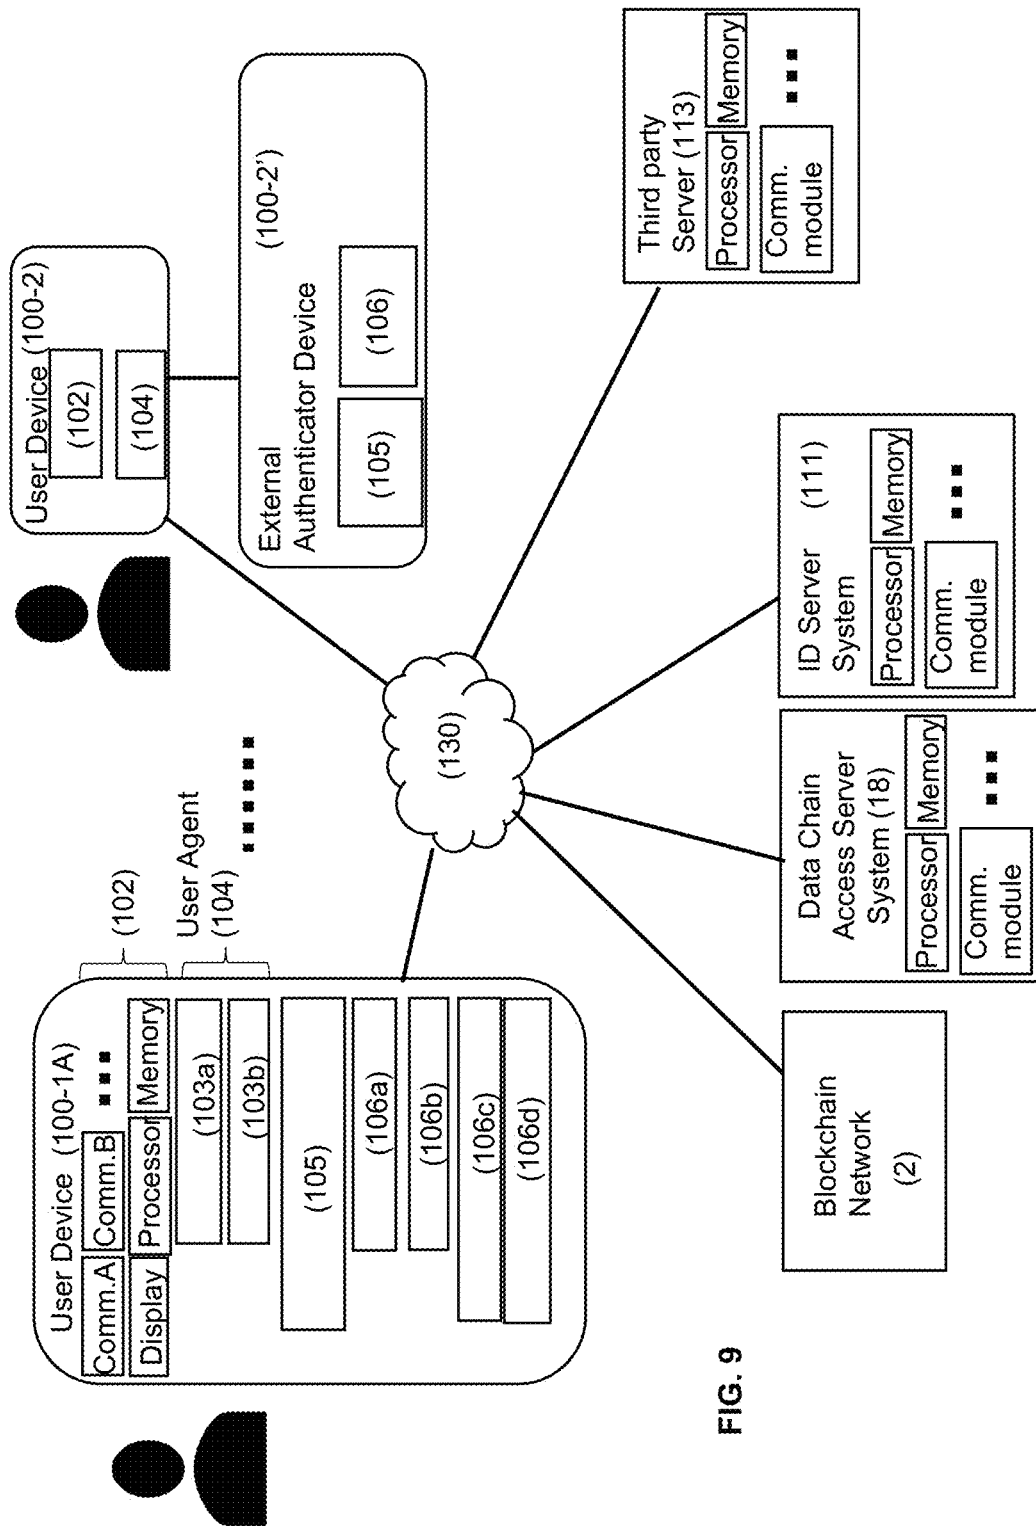 User Device (100-1A)
Comm.A
Comm.B
Display
Processor
Memory
(102)
(103a)
(103b)
User Agent
(104)
(105)
(106a)
(106b)
(106c)
(106d)
User Device (100-2)
(102)
(104)
External
Authenticator Device
(100-2')
(105)
(106)
(130)
Blockchain
Network
(2)
Data Chain
Access Server
System (18)
Processor
Memory
Comm.
module
ID Server
System
(111)
Processor
Memory
Comm.
module
Third party
Server (113)
Processor
Memory
Comm.
module
FIG. 9